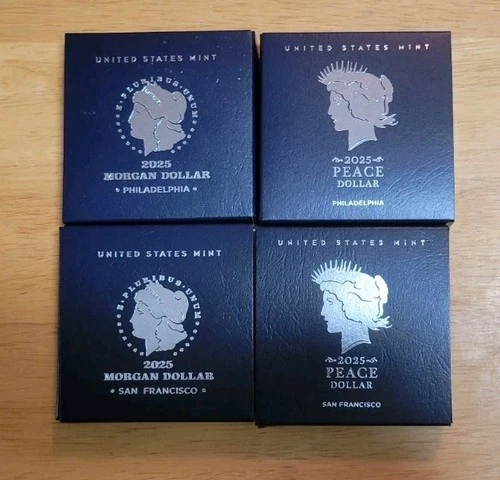 UNITED STATES MINT
E·PLURIBUS·UNUM
2025
MORGAN DOLLAR
PHILADELPHIA
UNITED STATES MINT
2025
PEACE
DOLLAR
PHILADELPHIA
UNITED STATES MINT
E·PLURIBUS·UNUM
2025
MORGAN DOLLAR
SAN FRANCISCO
UNITED STATES MINT
2025
PEACE
DOLLAR
SAN FRANCISCO